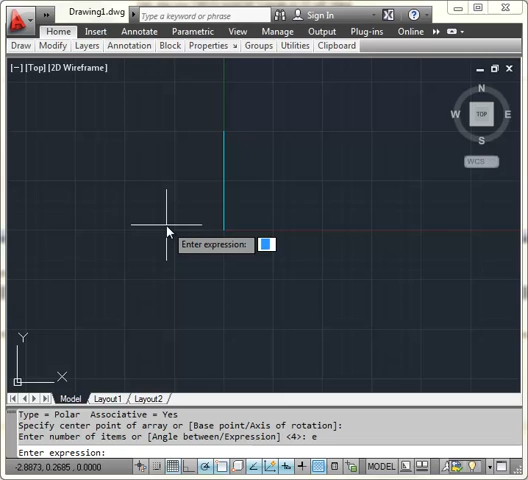 Drawing1.dwg
Type a keyword or phrase
Sign In
Home Insert Annotate Parametric View Manage Output Plug-ins Online
Draw Modify Layers Annotation Block Properties Groups Utilities Clipboard
[−] [Top] [2D Wireframe]
N
W TOP E
S
WCS
Enter expression:
Y
X
Model Layout1 Layout2
Type = Polar Associative = Yes
Specify center point of array or [Base point/Axis of rotation]:
Enter number of items or [Angle between/Expression] <4>: e
Enter expression:
-2.8873, 0.2685, 0.0000 MODEL